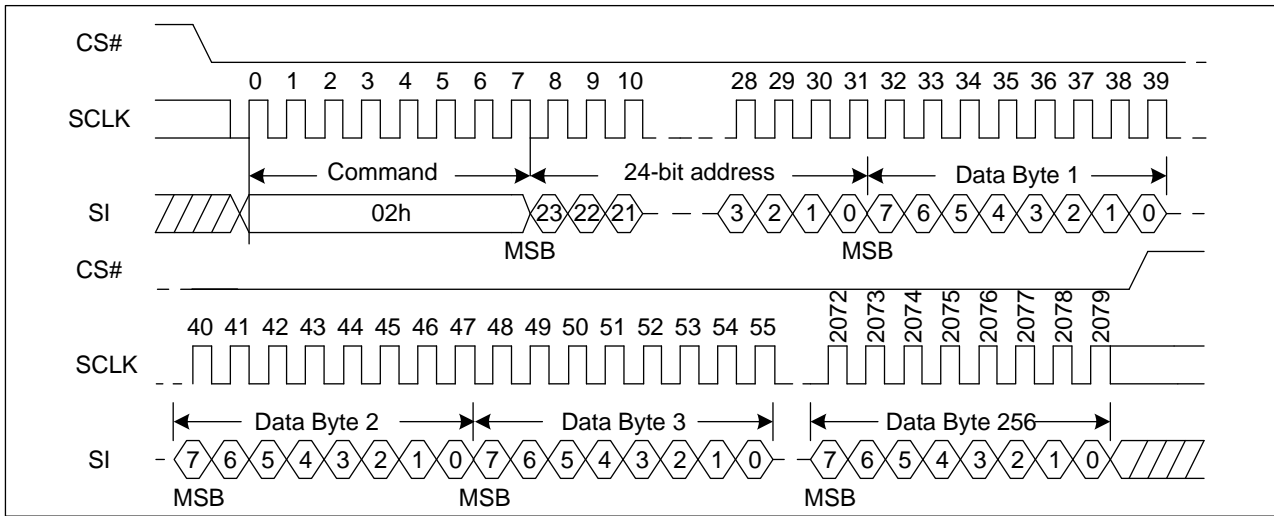 CS#
0 1 2 3 4 5 6 7 8 9 10 28 29 30 31 32 33 34 35 36 37 38 39
SCLK
Command 24-bit address Data Byte 1
SI 02h 23 22 21 3 2 1 0 7 6 5 4 3 2 1 0
MSB MSB
CS#
40 41 42 43 44 45 46 47 48 49 50 51 52 53 54 55 2072 2073 2074 2075 2076 2077 2078 2079
SCLK
Data Byte 2 Data Byte 3 Data Byte 256
SI 7 6 5 4 3 2 1 0 7 6 5 4 3 2 1 0 7 6 5 4 3 2 1 0
MSB MSB MSB